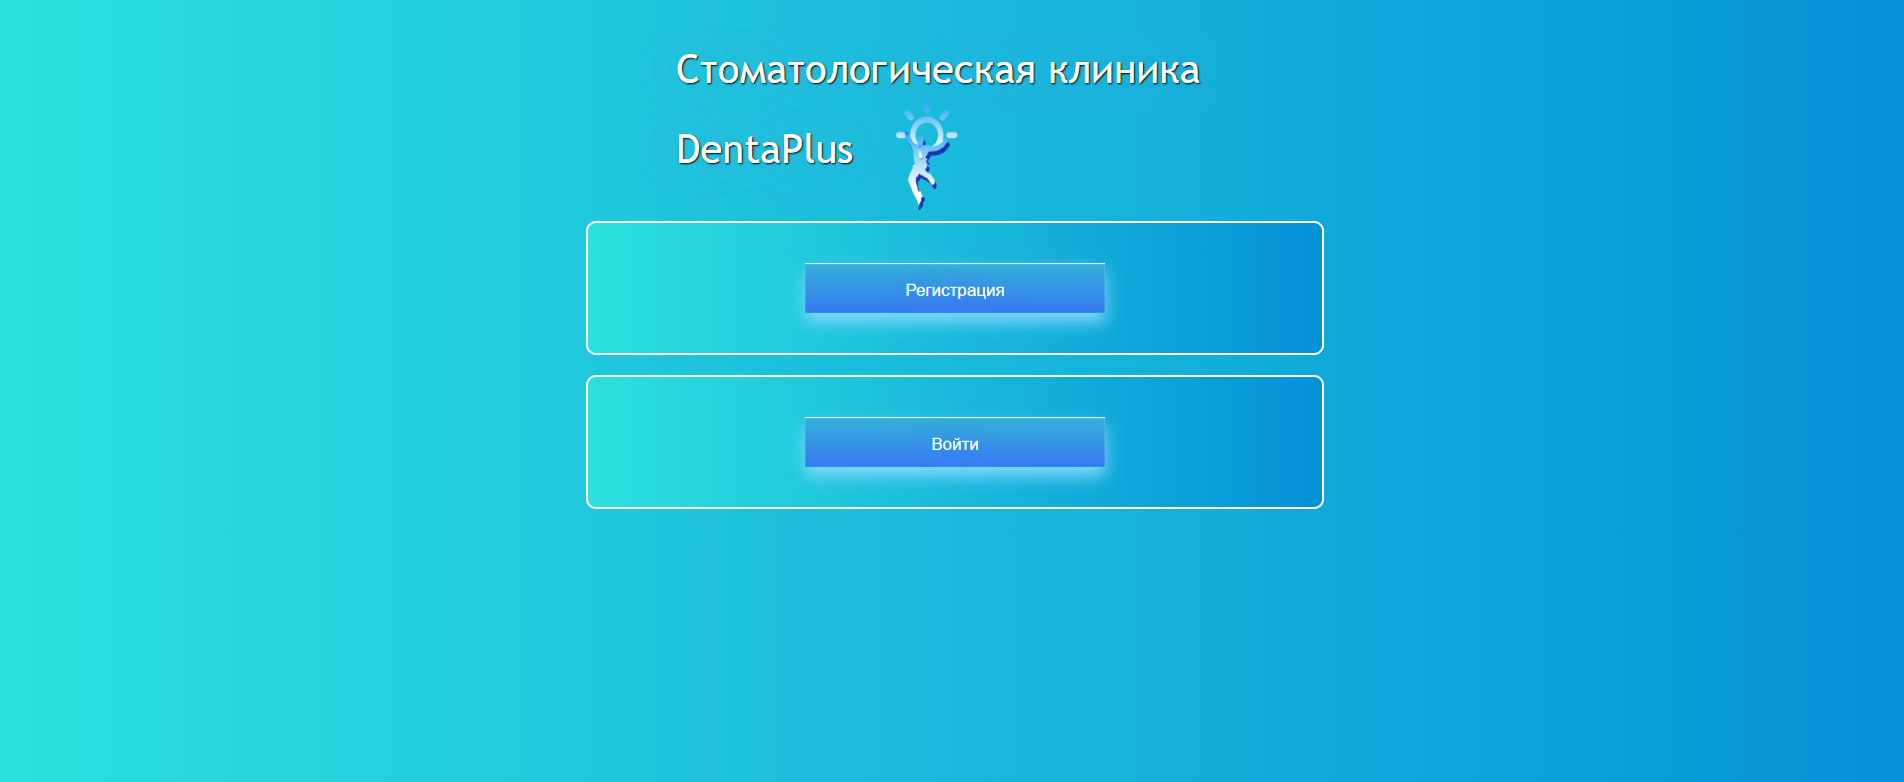 Стоматологическая клиника
DentaPlus
Регистрация
Войти